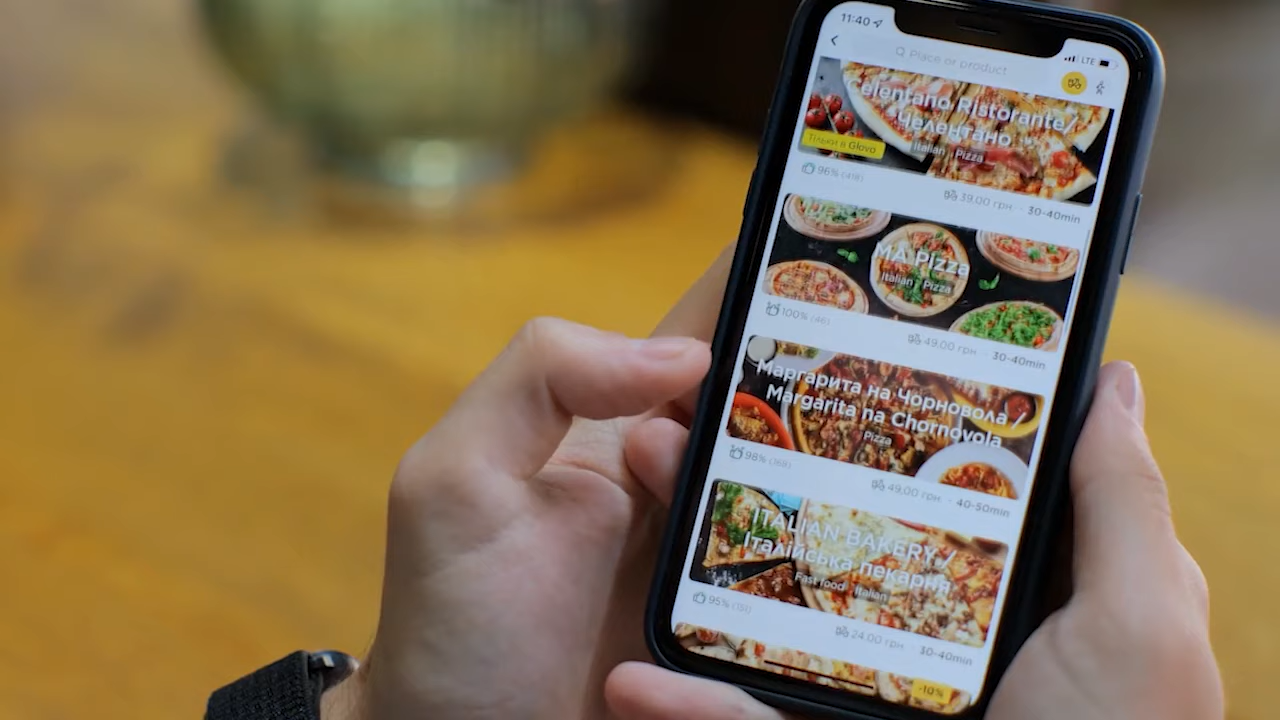 11:40
LTE
Place or product
Celentano Ristorante/
Челентано
Italian Pizza
Тільки в Glovo
96% (418)
39,00 грн. · 30-40min
MA Pizza
Italian Pizza
100% (46)
49,00 грн · 30-40min
Маргарита на Чорновола /
Margarita na Chornovola
Pizza
98% (168)
49,00 грн · 40-50min
ITALIAN BAKERY /
Італійська пекарня
Fast food Italian
95% (151)
24,00 грн 30-40min
-10%